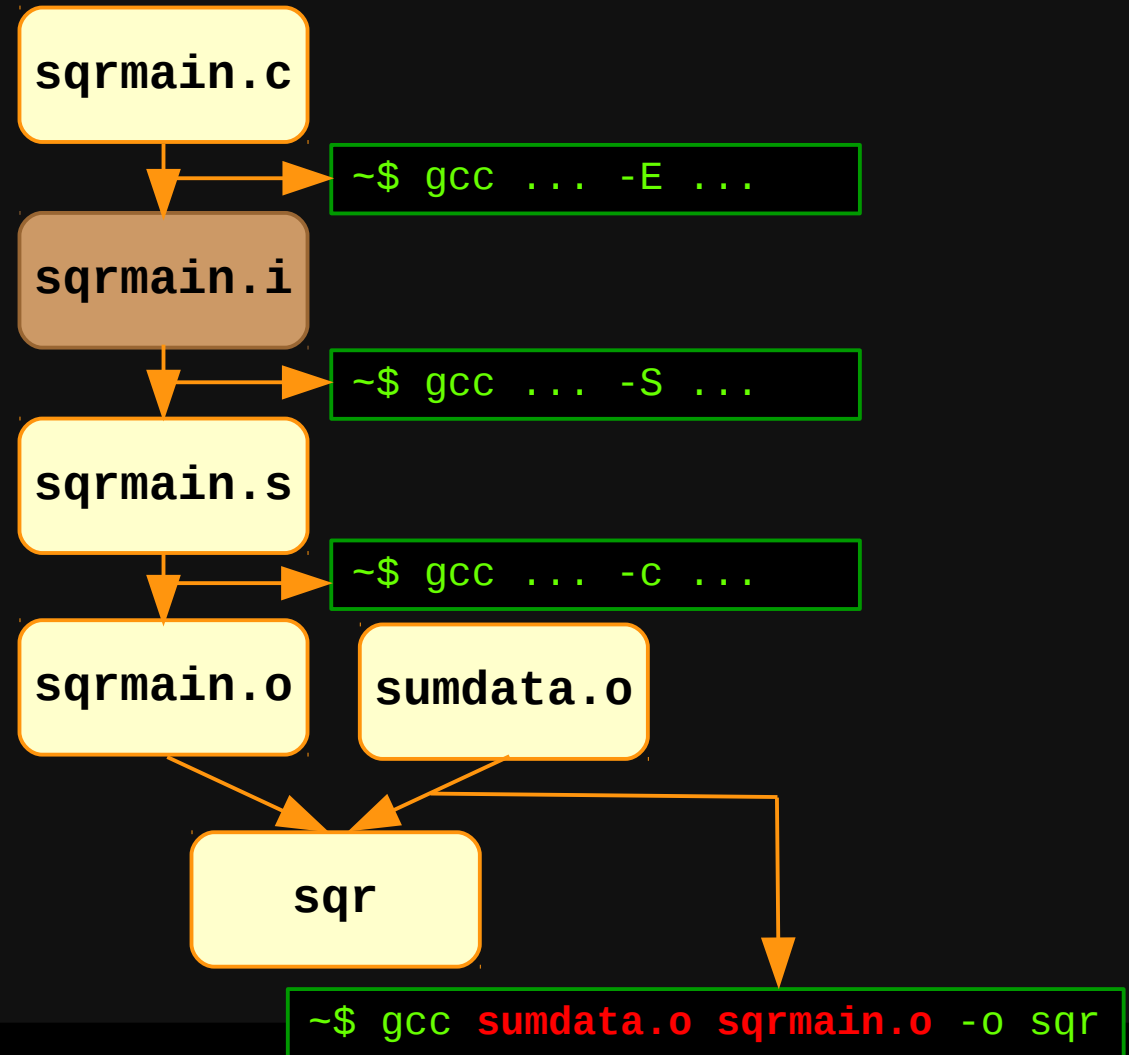 sqrmain.c
~$ gcc ... -E ...
sqrmain.i
~$ gcc ... -S ...
sqrmain.s
~$ gcc ... -c ...
sqrmain.o
sumdata.o
sqr
~$ gcc sumdata.o sqrmain.o -o sqr